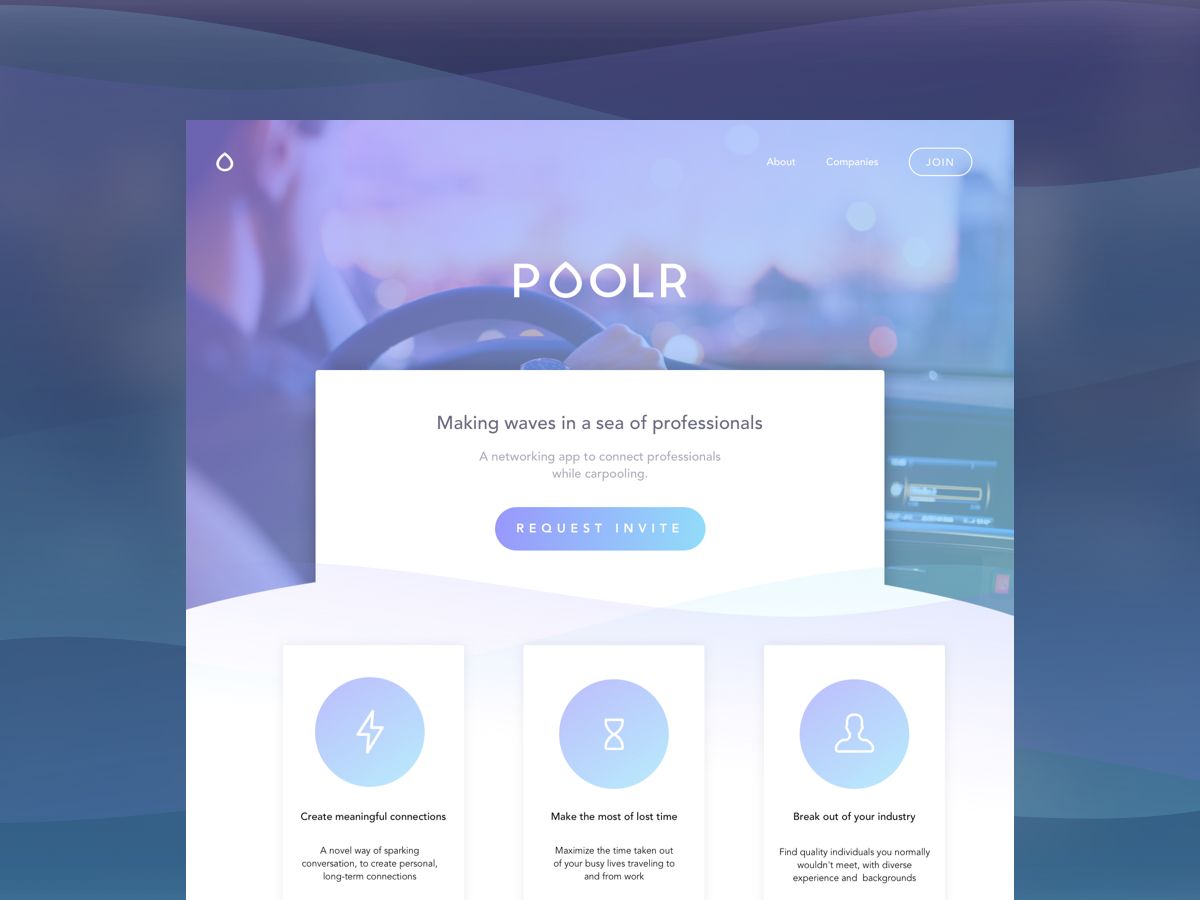 About Companies JOIN
POOLR
Making waves in a sea of professionals
A networking app to connect professionals
while carpooling.
REQUEST INVITE
Create meaningful connections
A novel way of sparking
conversation, to create personal,
long-term connections
Make the most of lost time
Maximize the time taken out
of your busy lives traveling to
and from work
Break out of your industry
Find quality individuals you normally
wouldn't meet, with diverse
experience and backgrounds